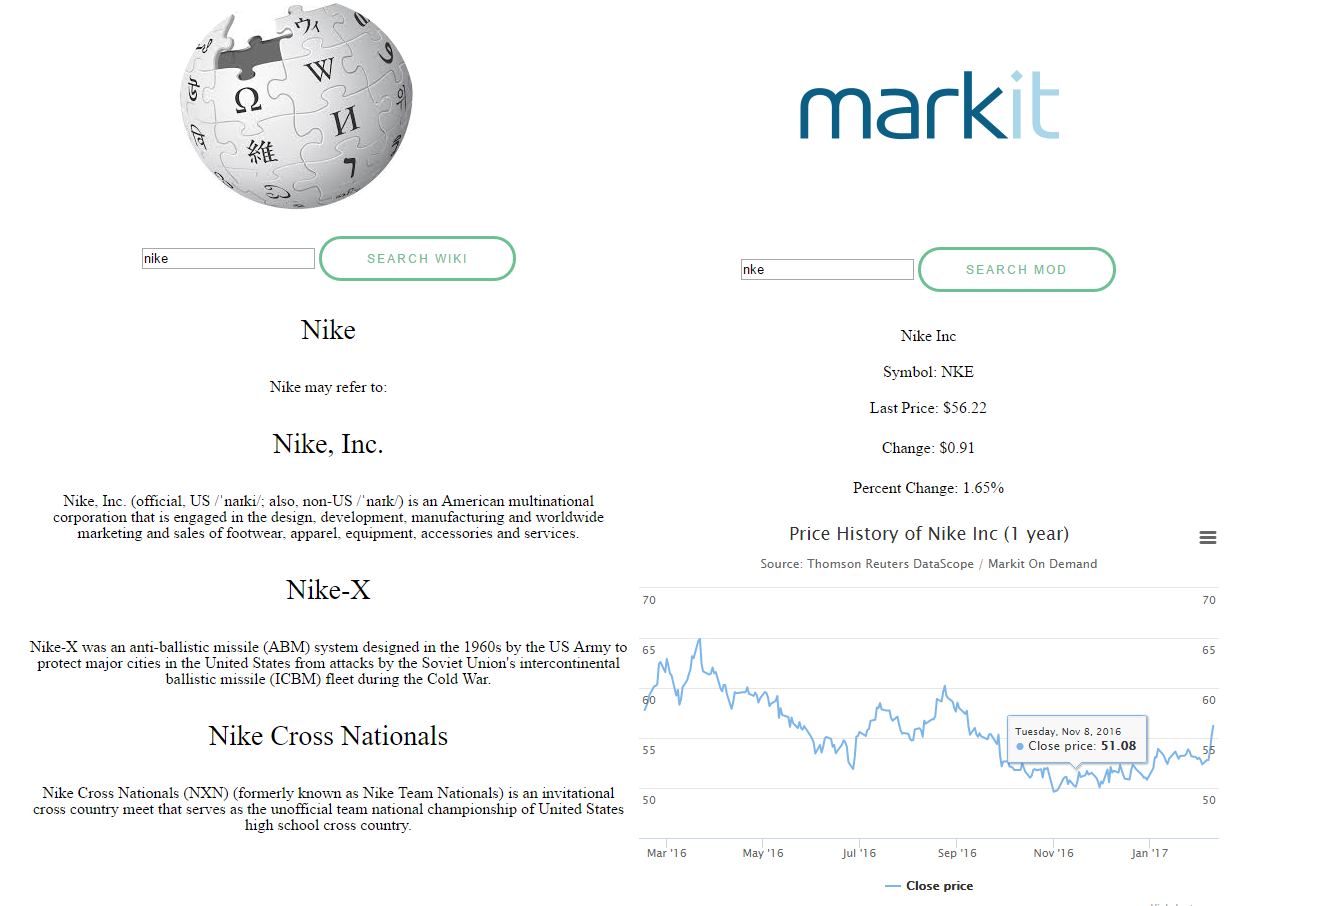 Ω
W
И
維
ウィ
markit
nike
SEARCH WIKI
nke
SEARCH MOD
Nike
Nike may refer to:
Nike, Inc.
Nike, Inc. (official, US /ˈnaɪki/; also, non-US /ˈnaɪk/) is an American multinational
corporation that is engaged in the design, development, manufacturing and worldwide
marketing and sales of footwear, apparel, equipment, accessories and services.
Nike-X
Nike-X was an anti-ballistic missile (ABM) system designed in the 1960s by the US Army to
protect major cities in the United States from attacks by the Soviet Union's intercontinental
ballistic missile (ICBM) fleet during the Cold War.
Nike Cross Nationals
Nike Cross Nationals (NXN) (formerly known as Nike Team Nationals) is an invitational
cross country meet that serves as the unofficial team national championship of United States
high school cross country.
Nike Inc
Symbol: NKE
Last Price: $56.22
Change: $0.91
Percent Change: 1.65%
Price History of Nike Inc (1 year)
Source: Thomson Reuters DataScope / Markit On Demand
70 70
65 65
60 60
Tuesday, Nov 8, 2016
Close price: 51.08
55 55
50 50
Mar '16 May '16 Jul '16 Sep '16 Nov '16 Jan '17
Close price